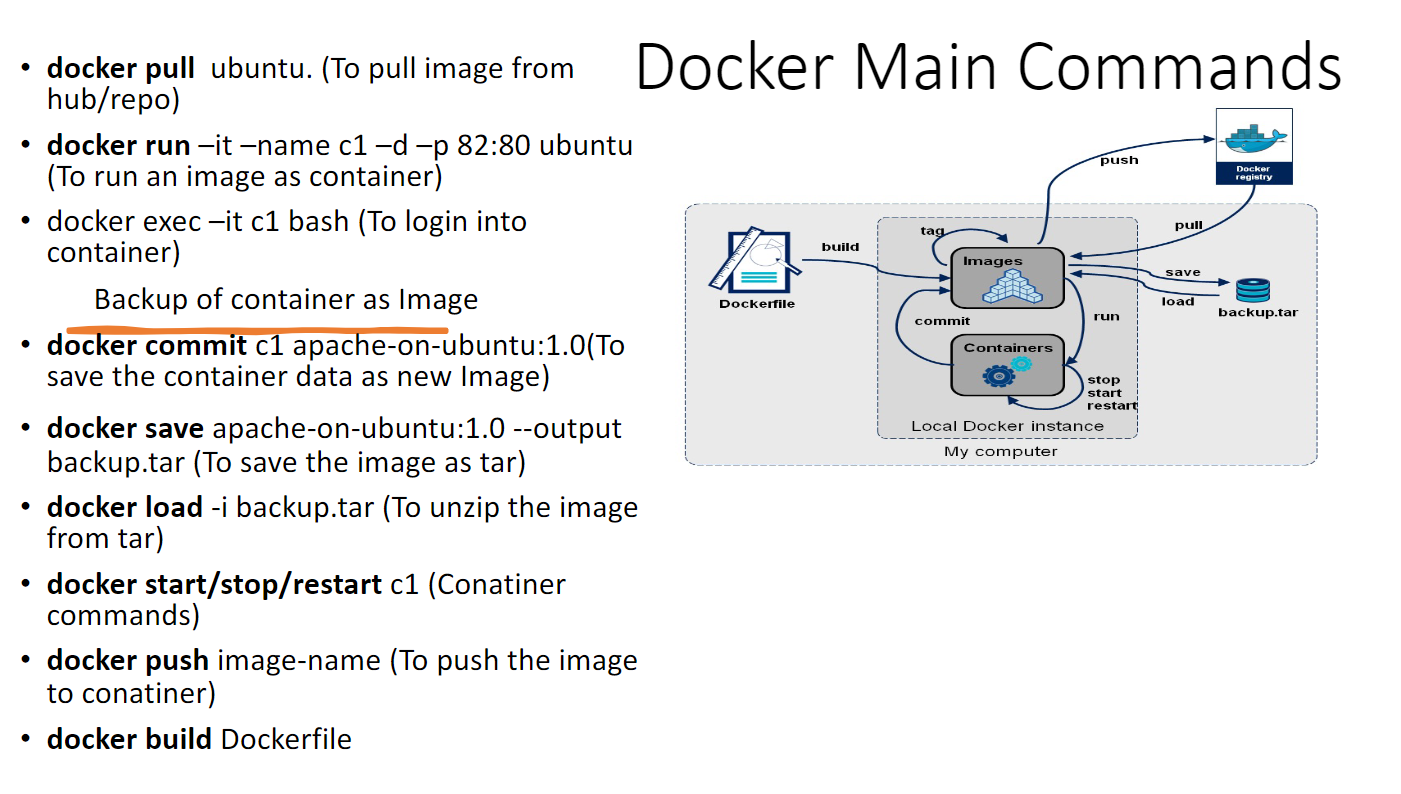 Docker Main Commands
• docker pull  ubuntu. (To pull image from
hub/repo)
• docker run –it –name c1 –d –p 82:80 ubuntu
(To run an image as container)
• docker exec –it c1 bash (To login into
container)
Backup of container as Image
docker commit c1 apache-on-ubuntu:1.0(To
save the container data as new Image)
• docker save apache-on-ubuntu:1.0 --output
backup.tar (To save the image as tar)
• docker load -i backup.tar (To unzip the image
from tar)
• docker start/stop/restart c1 (Conatiner
commands)
• docker push image-name (To push the image
to conatiner)
• docker build Dockerfile
Docker
registry
push
pull
tag
build
Images
save
load
backup.tar
Dockerfile
commit
run
Containers
stop
start
restart
Local Docker instance
My computer